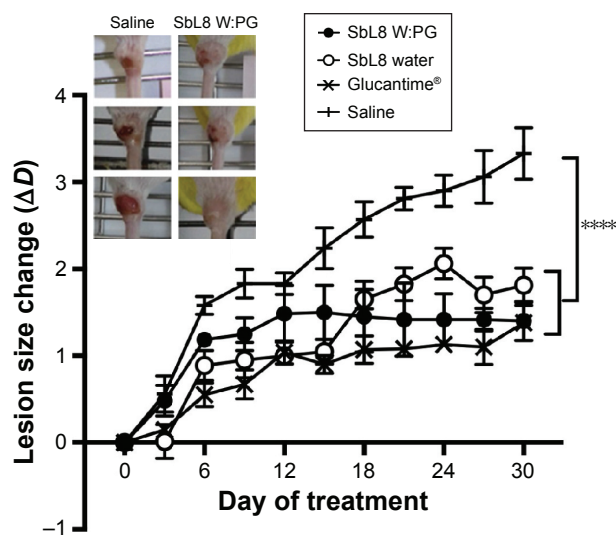 Saline SbL8 W:PG
SbL8 W:PG
SbL8 water
Glucantime®
Saline
4
3
2
1
0
–1
Lesion size change (ΔD)
****
0 6 12 18 24 30
Day of treatment